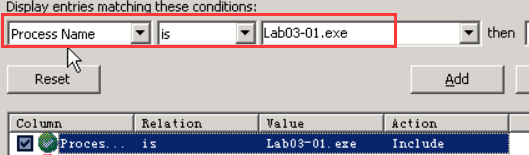 Display entries matching these conditions:
Process Name is Lab03-01.exe then
Reset Add
Column Relation Value Action
Proces... is Lab03-01.exe Include